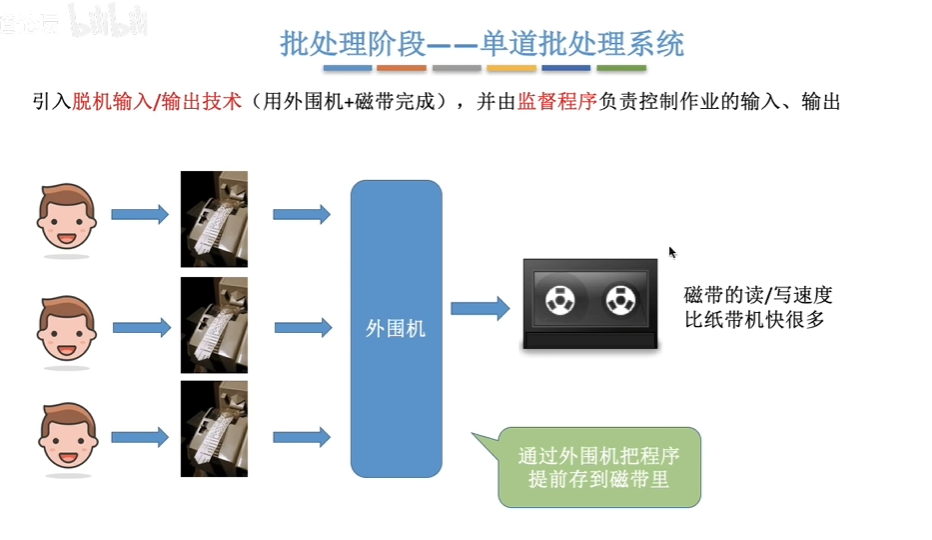 bilibili
批处理阶段——单道批处理系统
引入脱机输入/输出技术（用外围机+磁带完成），并由监督程序负责控制作业的输入、输出
外围机
磁带的读/写速度
比纸带机快很多
通过外围机把程序
提前存到磁带里